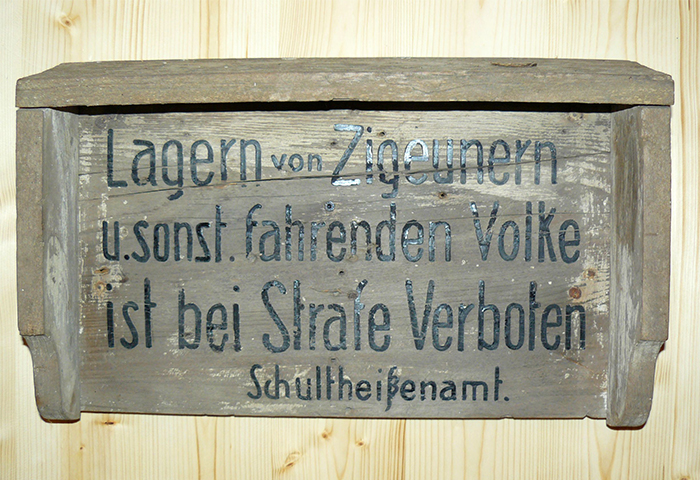 Lagern von Zigeunern
u. sonst. fahrenden Volke
ist bei Strafe Verboten
Schultheißenamt.